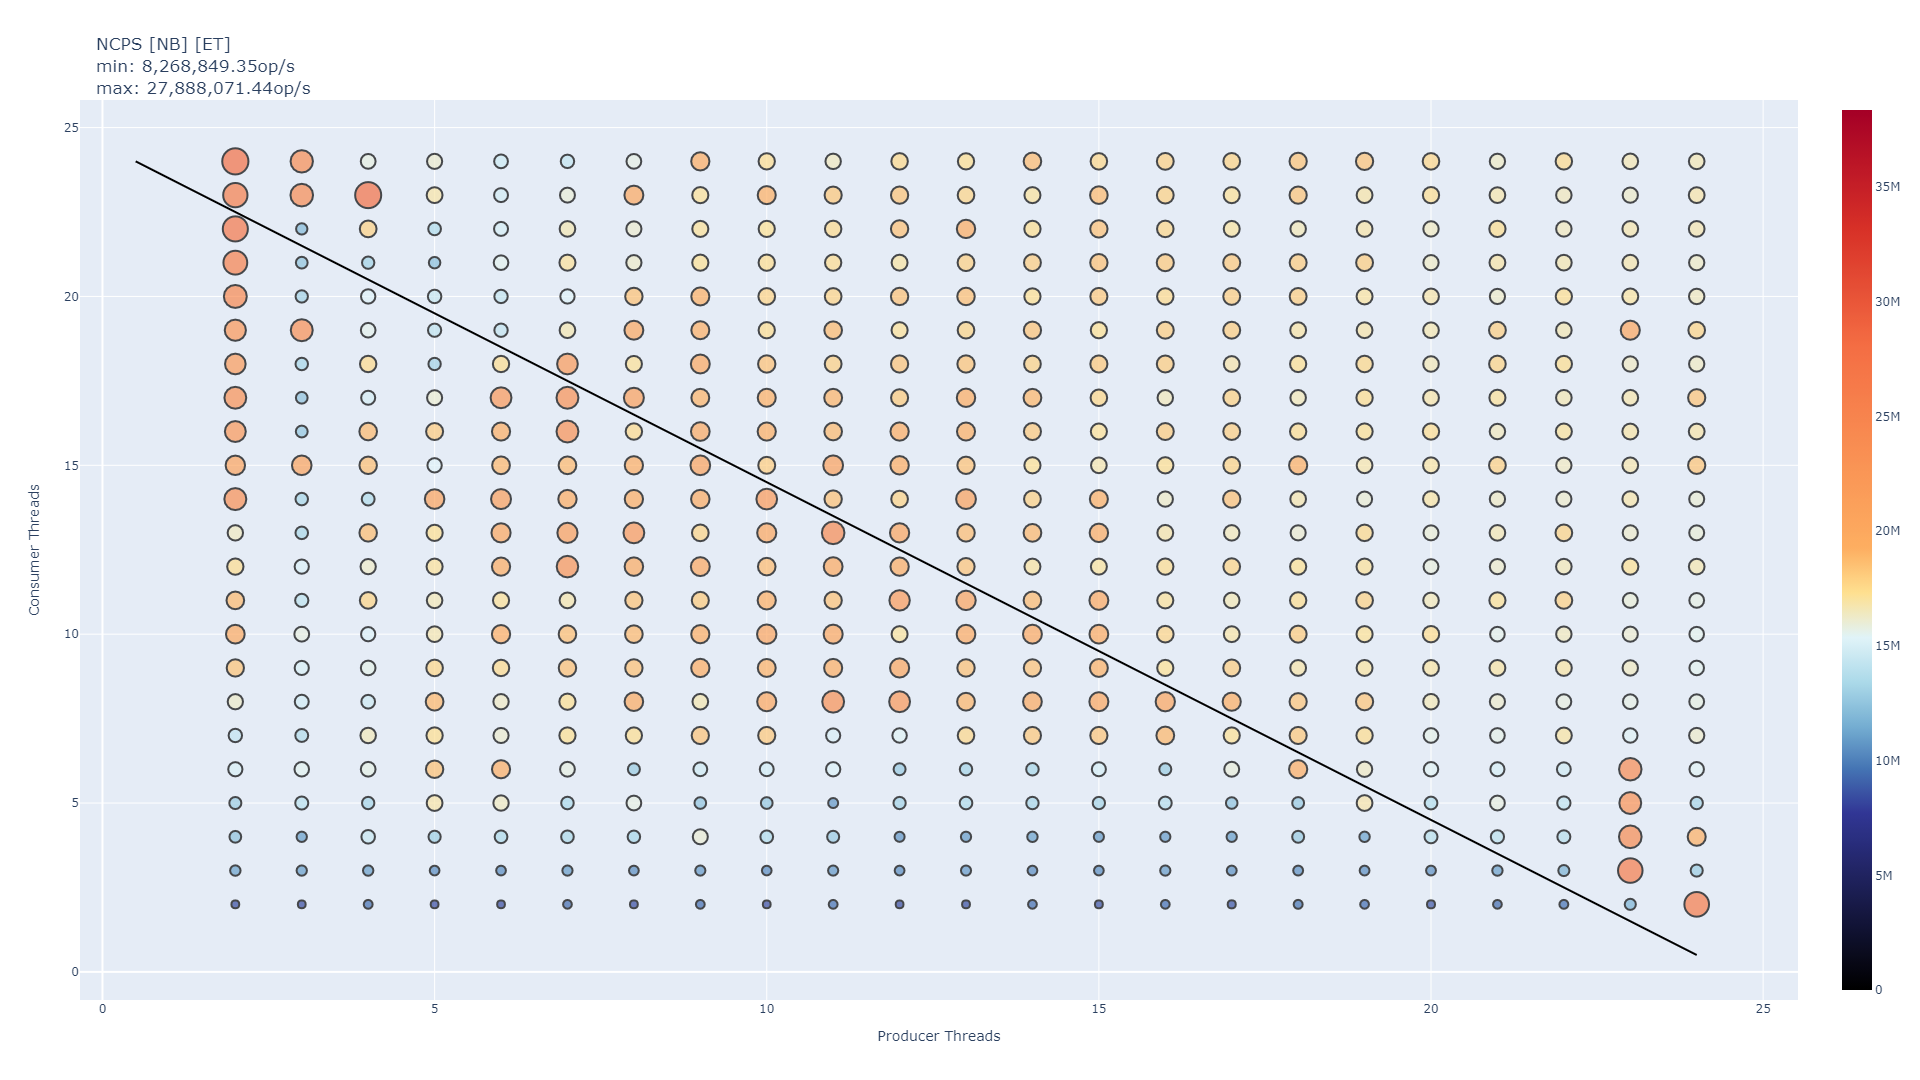 NCPS [NB] [ET]
min: 8,268,849.35op/s
max: 27,888,071.44op/s
25
20
15
10
5
0
Consumer Threads
0
5
10
15
20
25
Producer Threads
35M
30M
25M
20M
15M
10M
5M
0